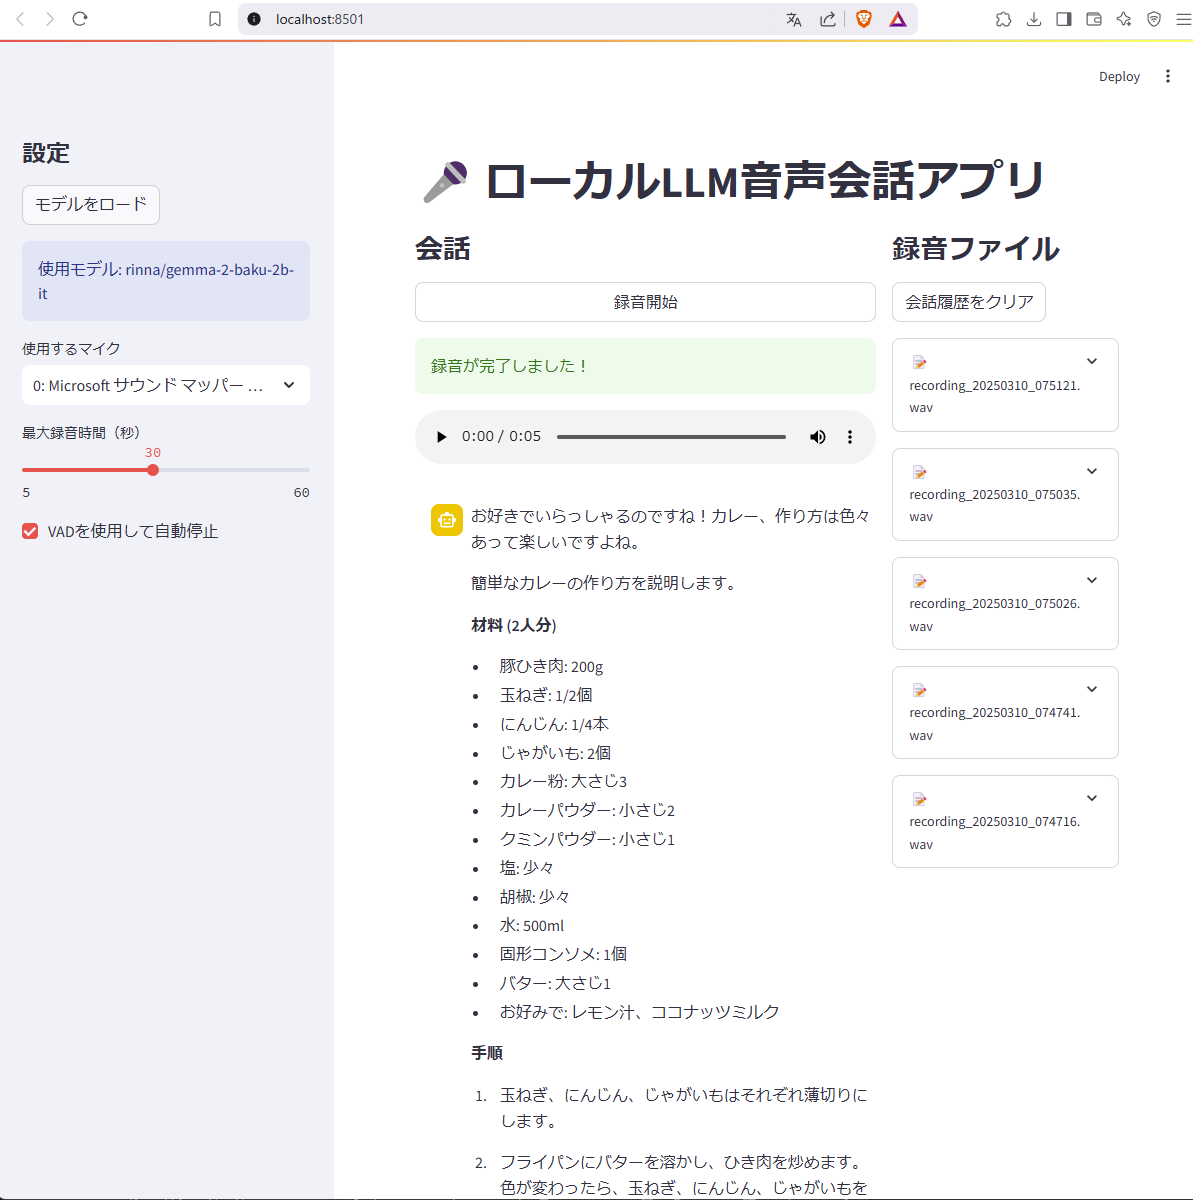 localhost:8501
Deploy
設定
モデルをロード
使用モデル: rinna/gemma-2-baku-2b-
it
使用するマイク
0: Microsoft サウンド マッパー ...
最大録音時間（秒）
30
5
60
VADを使用して自動停止
ローカルLLM音声会話アプリ
会話
録音開始
録音が完了しました！
0:00 / 0:05
お好きでいらっしゃるのですね！カレー、作り方は色々
あって楽しいですよね。
簡単なカレーの作り方を説明します。
材料 (2人分)
• 豚ひき肉: 200g
• 玉ねぎ: 1/2個
• にんじん: 1/4本
• じゃがいも: 2個
• カレー粉: 大さじ3
• カレーパウダー: 小さじ2
• クミンパウダー: 小さじ1
• 塩: 少々
• 胡椒: 少々
• 水: 500ml
• 固形コンソメ: 1個
• バター: 大さじ1
• お好みで: レモン汁、ココナッツミルク
手順
1. 玉ねぎ、にんじん、じゃがいもはそれぞれ薄切りに
します。
2. フライパンにバターを溶かし、ひき肉を炒めます。
色が変わったら、玉ねぎ、にんじん、じゃがいもを
録音ファイル
会話履歴をクリア
recording_20250310_075121.
wav
recording_20250310_075035.
wav
recording_20250310_075026.
wav
recording_20250310_074741.
wav
recording_20250310_074716.
wav